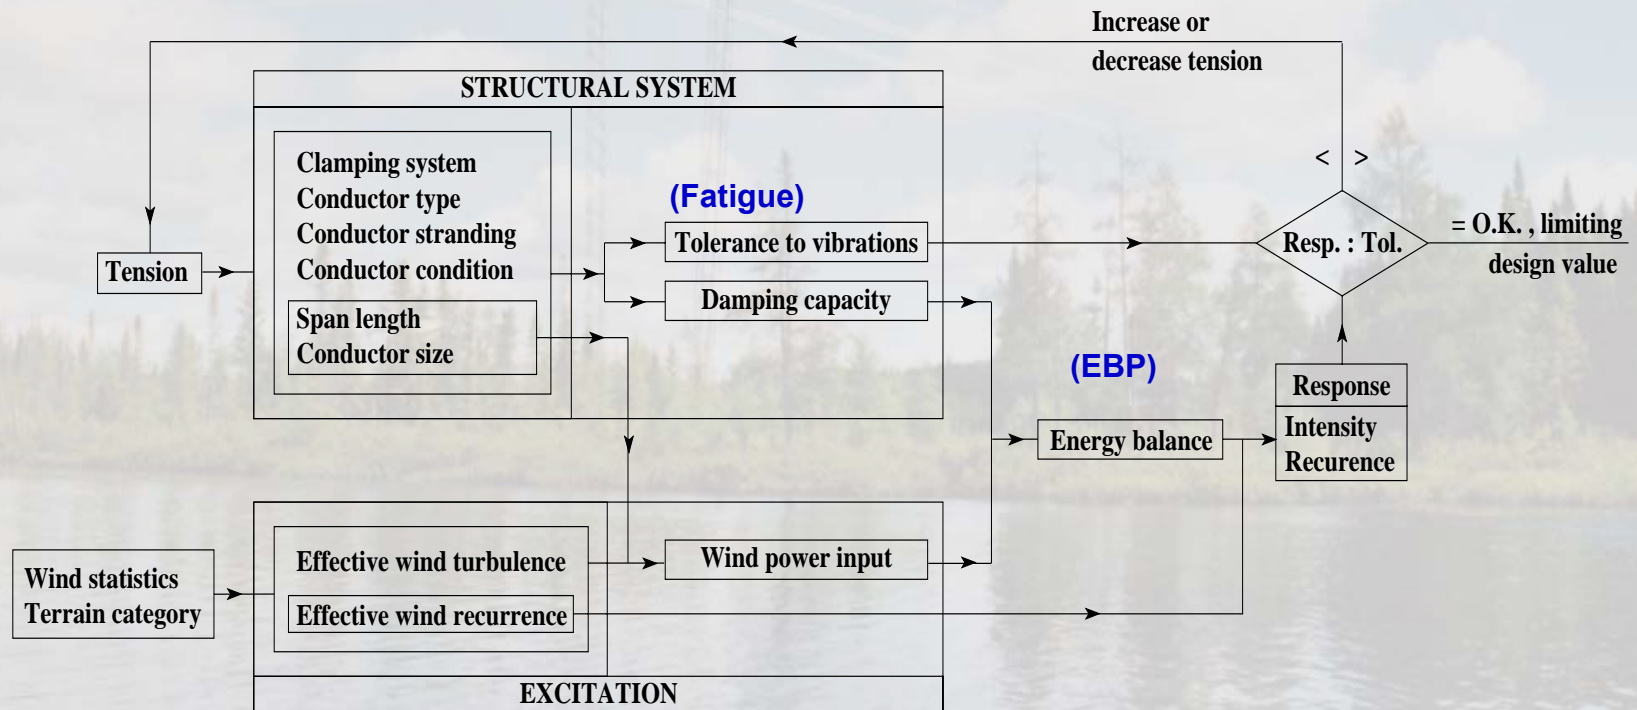 Increase or
decrease tension
STRUCTURAL SYSTEM
Clamping system
Conductor type
Conductor stranding
Conductor condition
Span length
Conductor size
(Fatigue)
Tolerance to vibrations
Damping capacity
Tension
< >
Resp. : Tol.
= O.K. , limiting
design value
(EBP)
Energy balance
Response
Intensity
Recurence
Wind statistics
Terrain category
Effective wind turbulence
Effective wind recurrence
Wind power input
EXCITATION